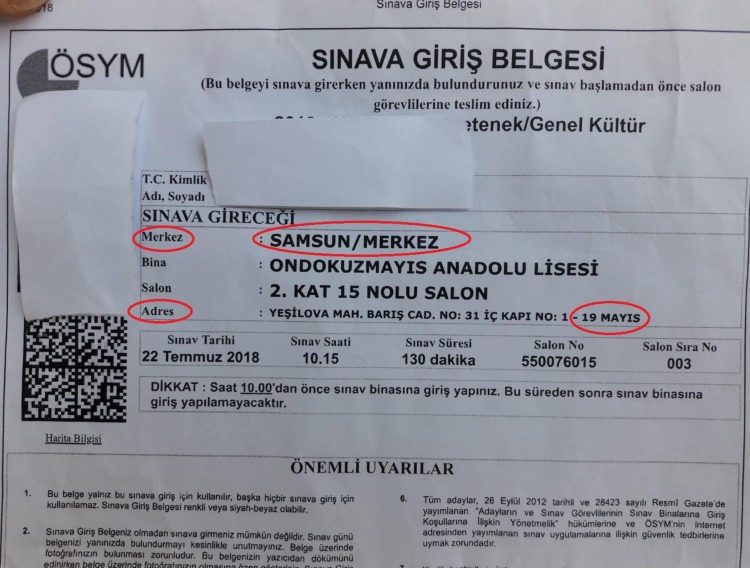 018
Sınava Giriş Belgesi
ÖSYM
SINAVA GİRİŞ BELGESİ
(Bu belgeyi sınava girerken yanınızda bulundurunuz ve sınav başlamadan önce salon
görevlilerine teslim ediniz.)
etenek/Genel Kültür
T.C. Kimlik
Adı, Soyadı
SINAVA GİRECEĞİ
Merkez : SAMSUN/MERKEZ
Bina : ONDOKUZMAYIS ANADOLU LİSESİ
Salon : 2. KAT 15 NOLU SALON
Adres : YEŞİLOVA MAH. BARIŞ CAD. NO: 31 İÇ KAPI NO: 1 - 19 MAYIS
Sınav Tarihi Sınav Saati Sınav Süresi Salon No Salon Sıra No
22 Temmuz 2018 10.15 130 dakika 550076015 003
DİKKAT : Saat 10.00'dan önce sınav binasına giriş yapınız. Bu süreden sonra sınav binasına
giriş yapılamayacaktır.
Harita Bilgisi
ÖNEMLİ UYARILAR
1. Bu belge yalnız bu sınava giriş için kullanılır, başka hiçbir sınava giriş için
kullanılamaz. Sınava Giriş Belgesi renkli veya siyah-beyaz olabilir.
2. Sınava Giriş Belgeniz olmadan sınava girmeniz mümkün değildir. Sınav günü
belgenizi yanınızda bulundurmayı kesinlikle unutmayınız. Belge üzerinde
fotoğrafınızın bulunması zorunludur. Bu belgenizin yazıcıdan dökümünü
edinirken belge üzerinde fotoğrafınızın
6. Tüm adaylar, 26 Eylül 2012 tarihli ve 28423 sayılı Resmî Gazete'de
yayımlanan "Adayların ve Sınav Görevlilerinin Sınav Binalarına Giriş
Koşullarına İlişkin Yönetmelik" hükümlerine ve ÖSYM'nin internet
adresinden yayımlanan sınav uygulamalarına ilişkin güvenlik tedbirlerine
uymak zorundadır.